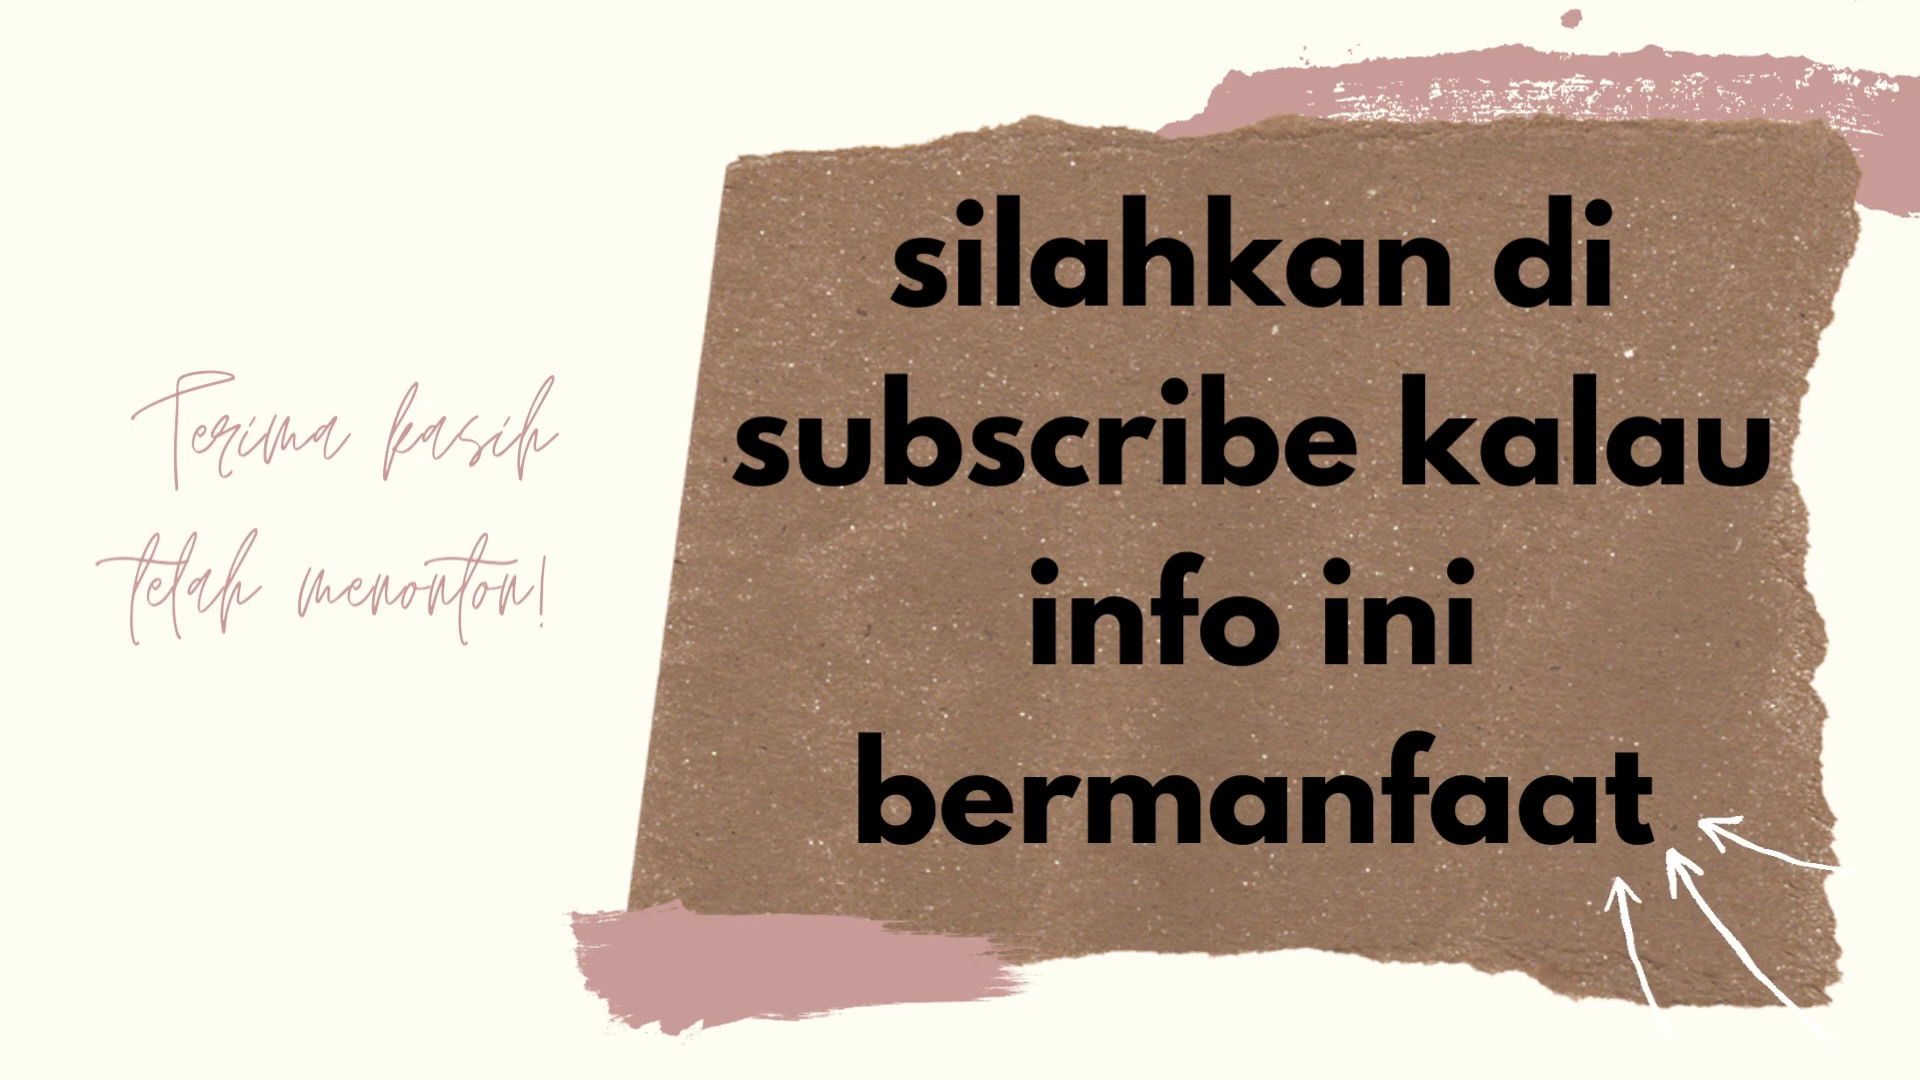 Terima kasih
telah menonton!
silahkan di
subscribe kalau
info ini
bermanfaat